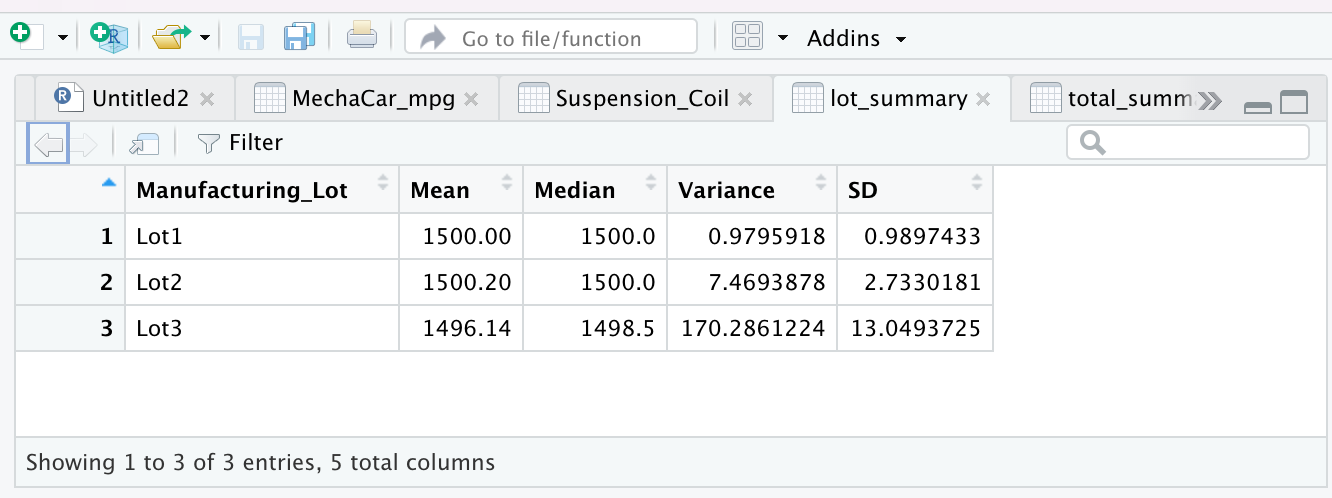 Go to file/function Addins
Untitled2 MechaCar_mpg Suspension_Coil lot_summary total_summ
Filter
Manufacturing_Lot Mean Median Variance SD
1 Lot1 1500.00 1500.0 0.9795918 0.9897433
2 Lot2 1500.20 1500.0 7.4693878 2.7330181
3 Lot3 1496.14 1498.5 170.2861224 13.0493725
Showing 1 to 3 of 3 entries, 5 total columns